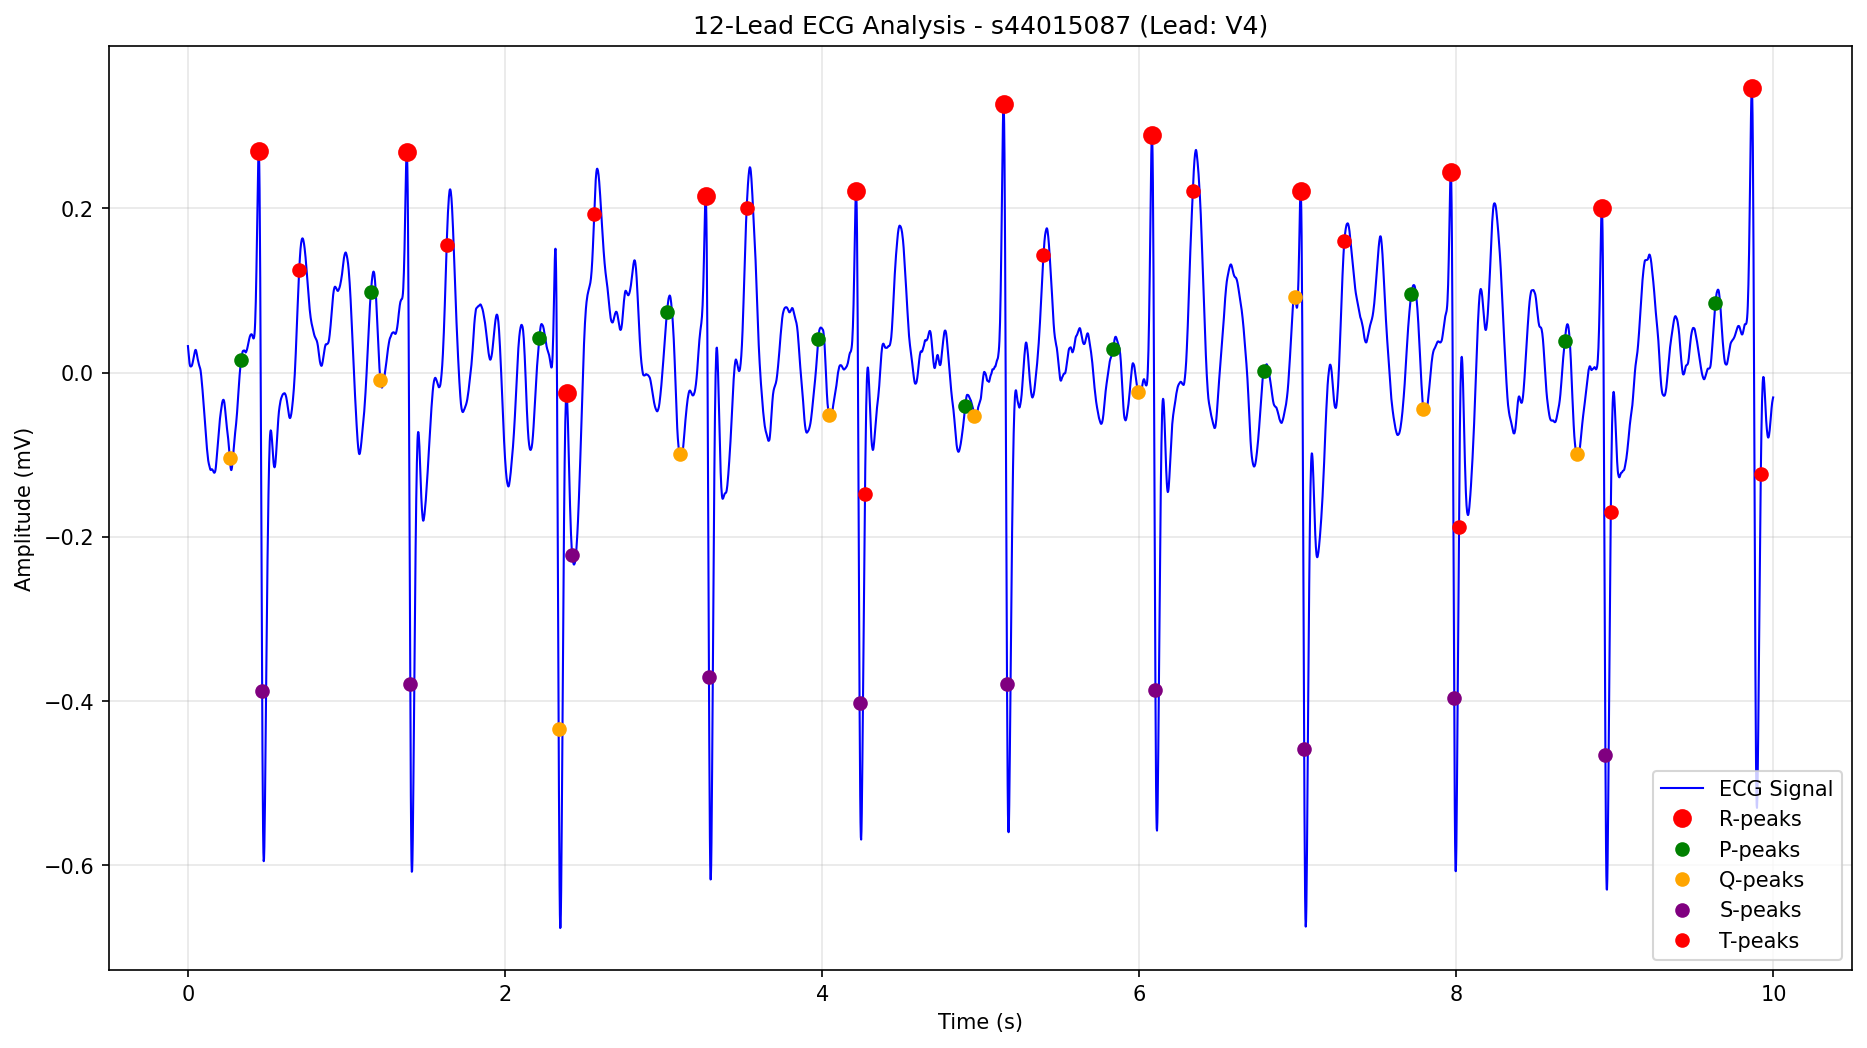 12-Lead ECG Analysis - s44015087 (Lead: V4)
Amplitude (mV)
0.2
0.0
−0.2
−0.4
−0.6
0
2
4
6
8
10
Time (s)
ECG Signal
R-peaks
P-peaks
Q-peaks
S-peaks
T-peaks